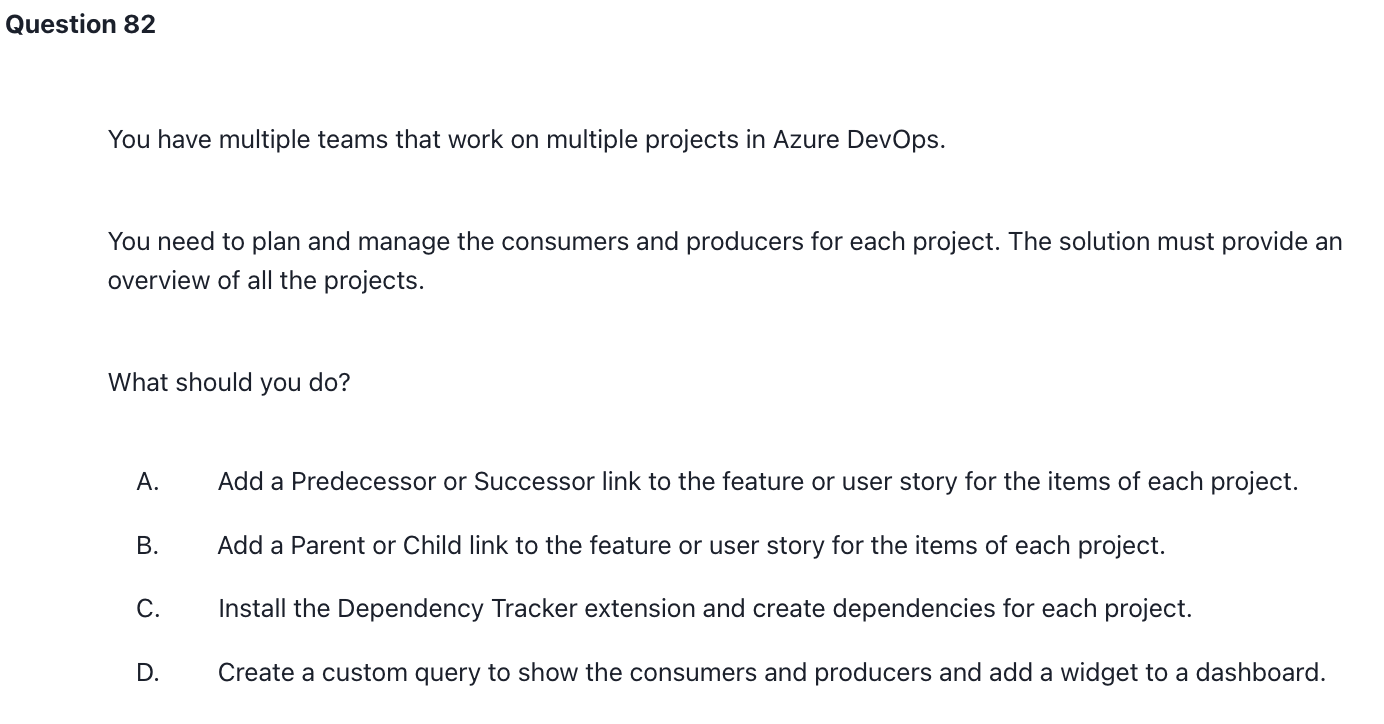 Question 82
You have multiple teams that work on multiple projects in Azure DevOps.
You need to plan and manage the consumers and producers for each project. The solution must provide an
overview of all the projects.
What should you do?
A. Add a Predecessor or Successor link to the feature or user story for the items of each project.
B. Add a Parent or Child link to the feature or user story for the items of each project.
C. Install the Dependency Tracker extension and create dependencies for each project.
D. Create a custom query to show the consumers and producers and add a widget to a dashboard.